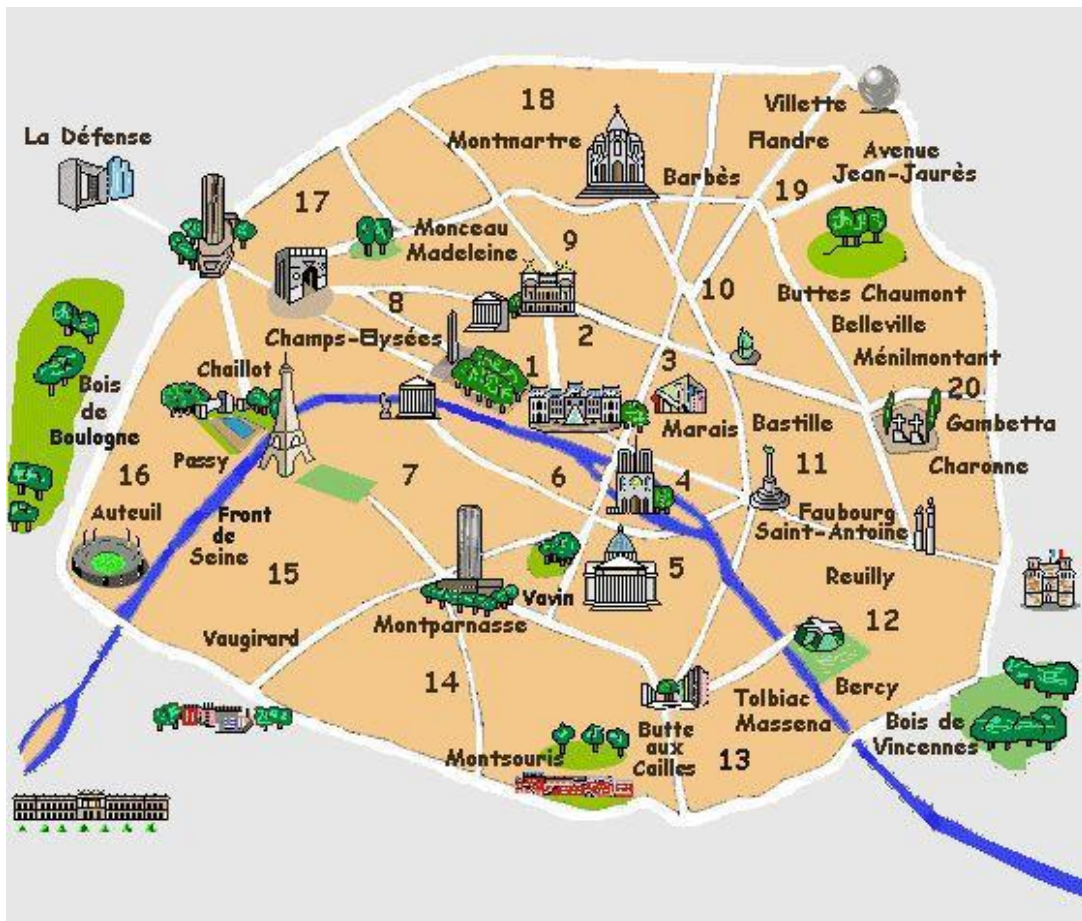 18
Villette
Montmartre
Flandre
La Défense
Avenue
Jean-Jaurès
Barbès
19
17
Monceau
Madeleine
9
10
Buttes Chaumont
8
2
Belleville
Champs-Elysées
1
3
Ménilmontant
Chaillot
20
Bois
de
Boulogne
Marais
Bastille
Gambetta
Passy
16
7
6
4
11
Charonne
Auteuil
Front
de
Seine
Faubourg
Saint-Antoine
15
5
Reuilly
Vavin
12
Vaugirard
Montparnasse
14
Bercy
Tolbiac
Massena
Bois de
Vincennes
Montsouris
Butte
aux
Cailles
13